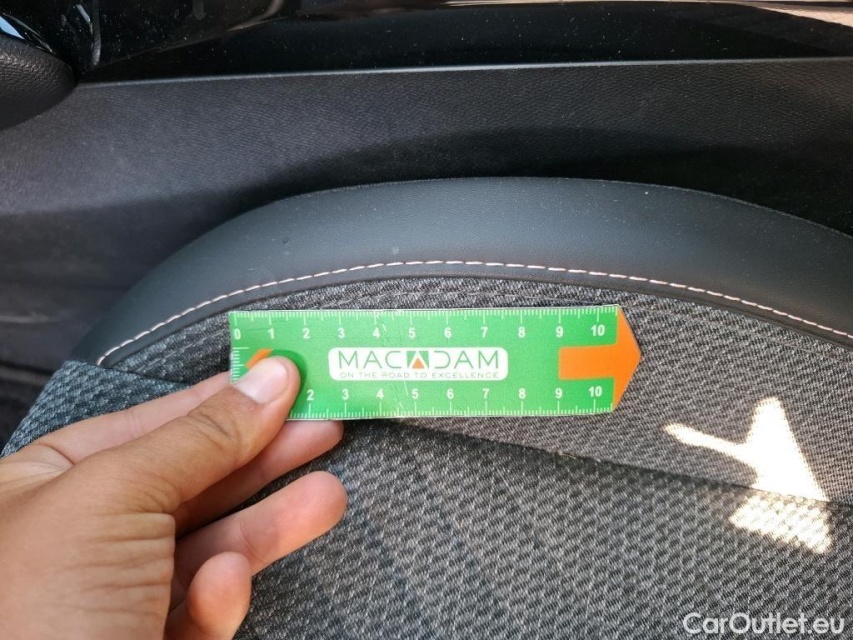 0 1 2 3 4 5 6 7 8 9 10
MACADAM
ON THE ROAD TO EXCELLENCE
2 3 4 5 6 7 8 9 10
CarOutlet.eu